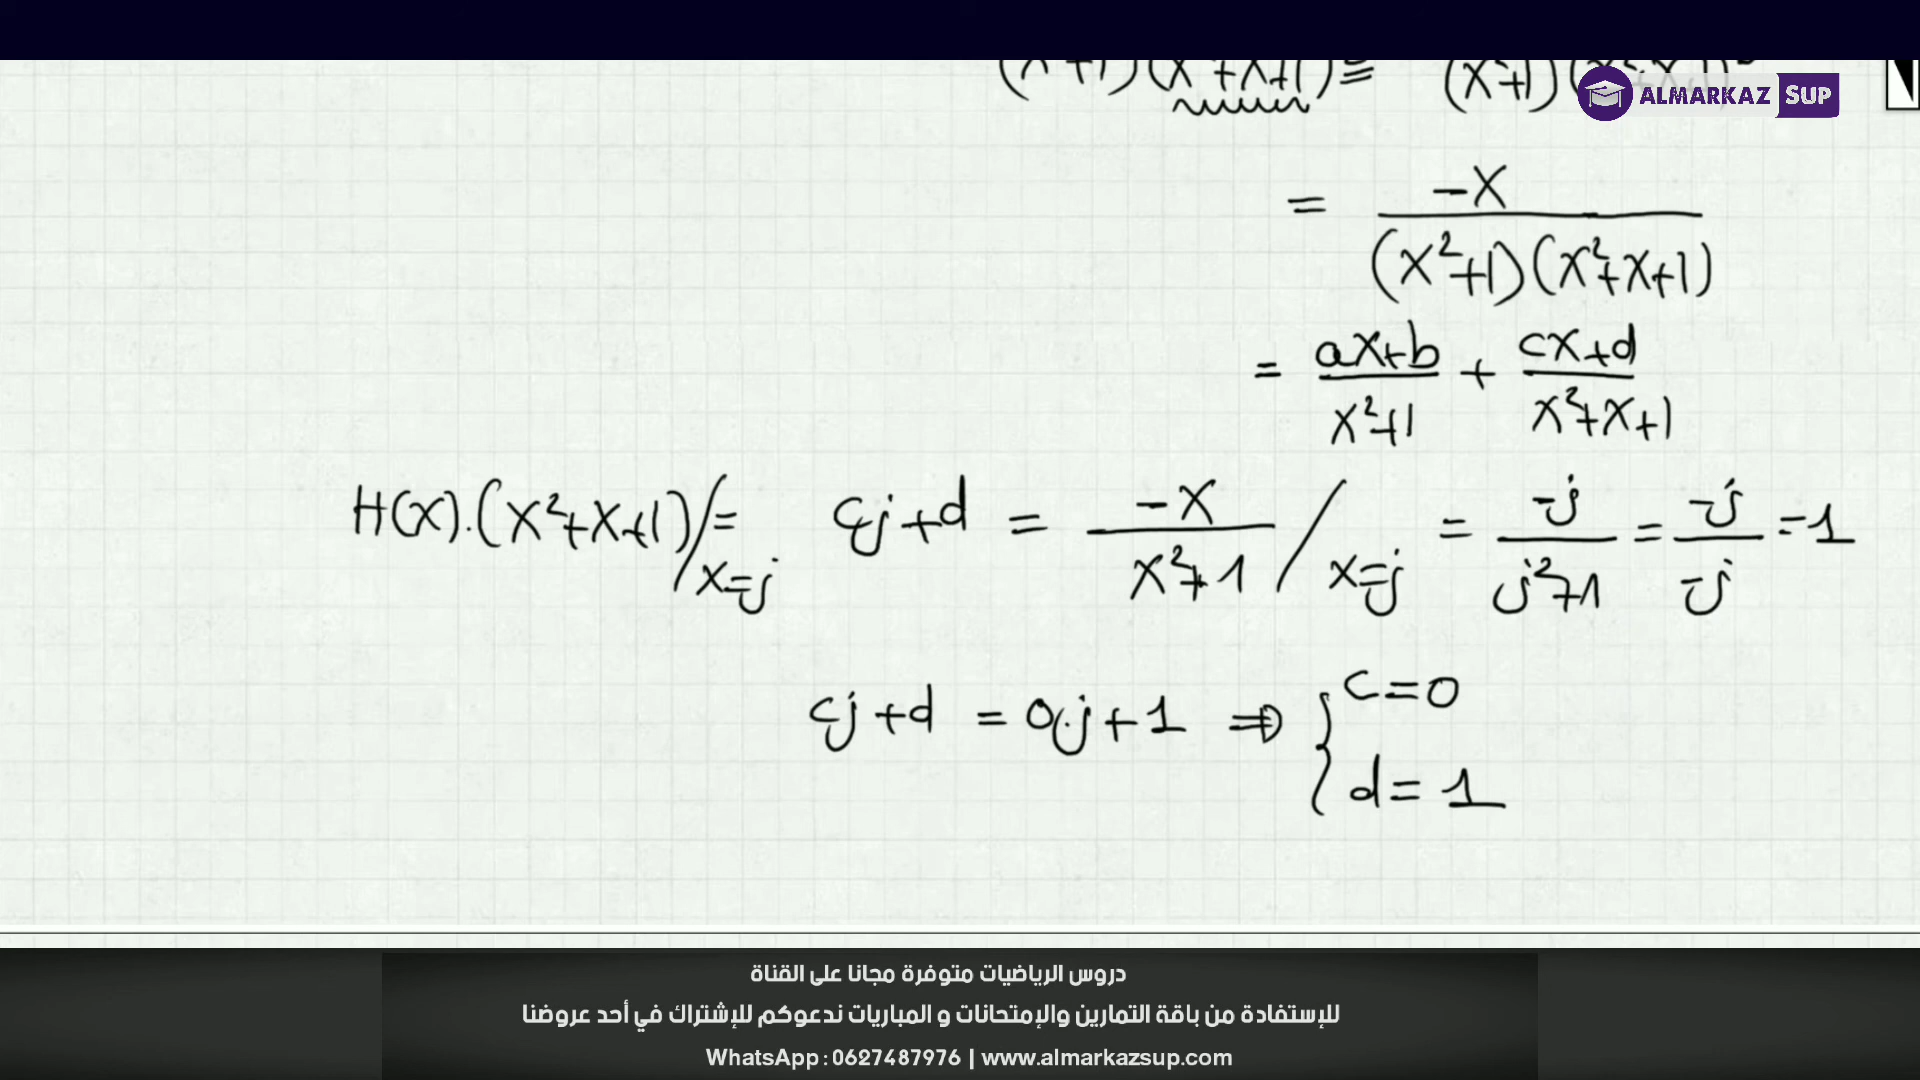 ALMARKAZ SUP
= -X / (X²+1)(X²+X+1)
= ax+b / x²+1 + cx+d / x²+x+1
H(X).(X²+X+1)/x=j = cj+d = -X / X²+1 /x=j = -j / j²+1 = -j / -j = 1
cj+d = 0.j+1 ⇒ { c=0
d=1
دروس الرياضيات متوفرة مجانا على القناة
للإستفادة من باقة التمارين والإمتحانات و المباريات ندعوكم للإشتراك في أحد عروضنا
WhatsApp : 0627487976 | www.almarkazsup.com